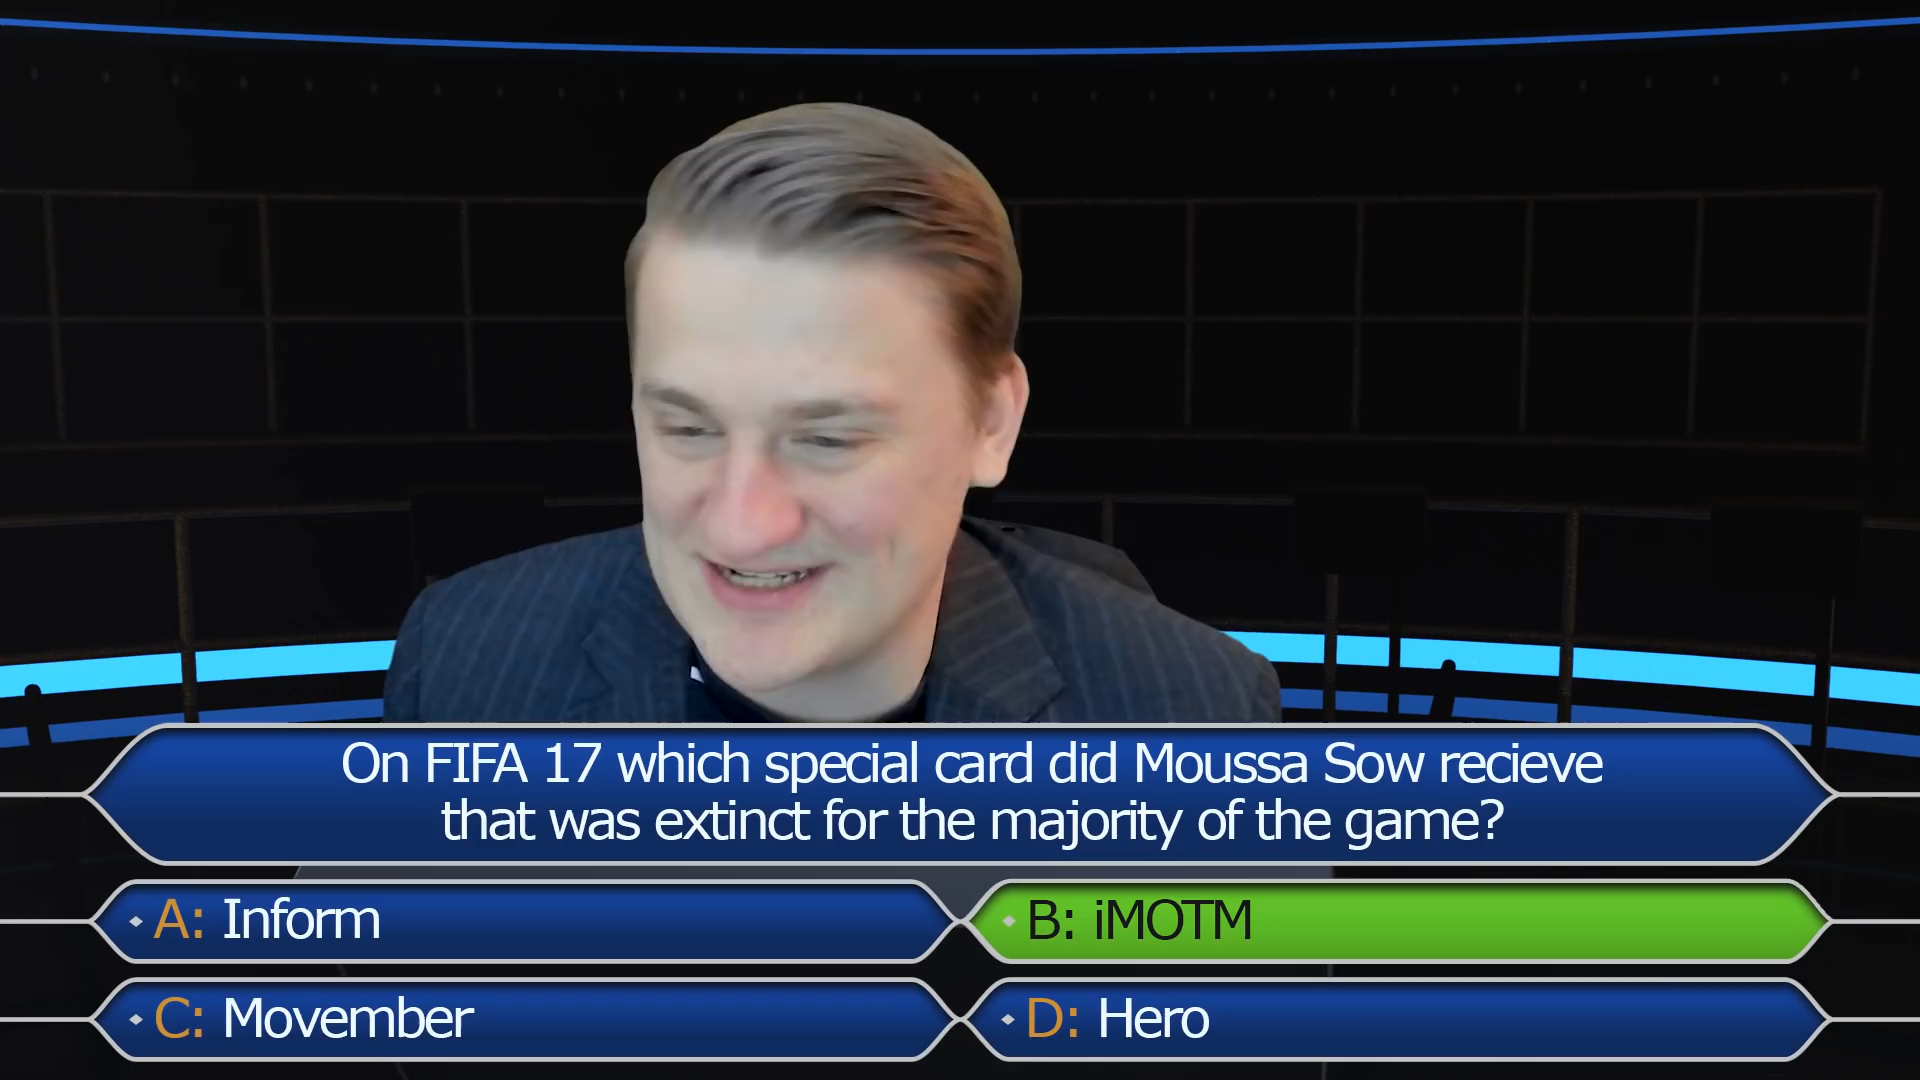 On FIFA 17 which special card did Moussa Sow recieve
that was extinct for the majority of the game?
A: Inform
B: iMOTM
C: Movember
D: Hero